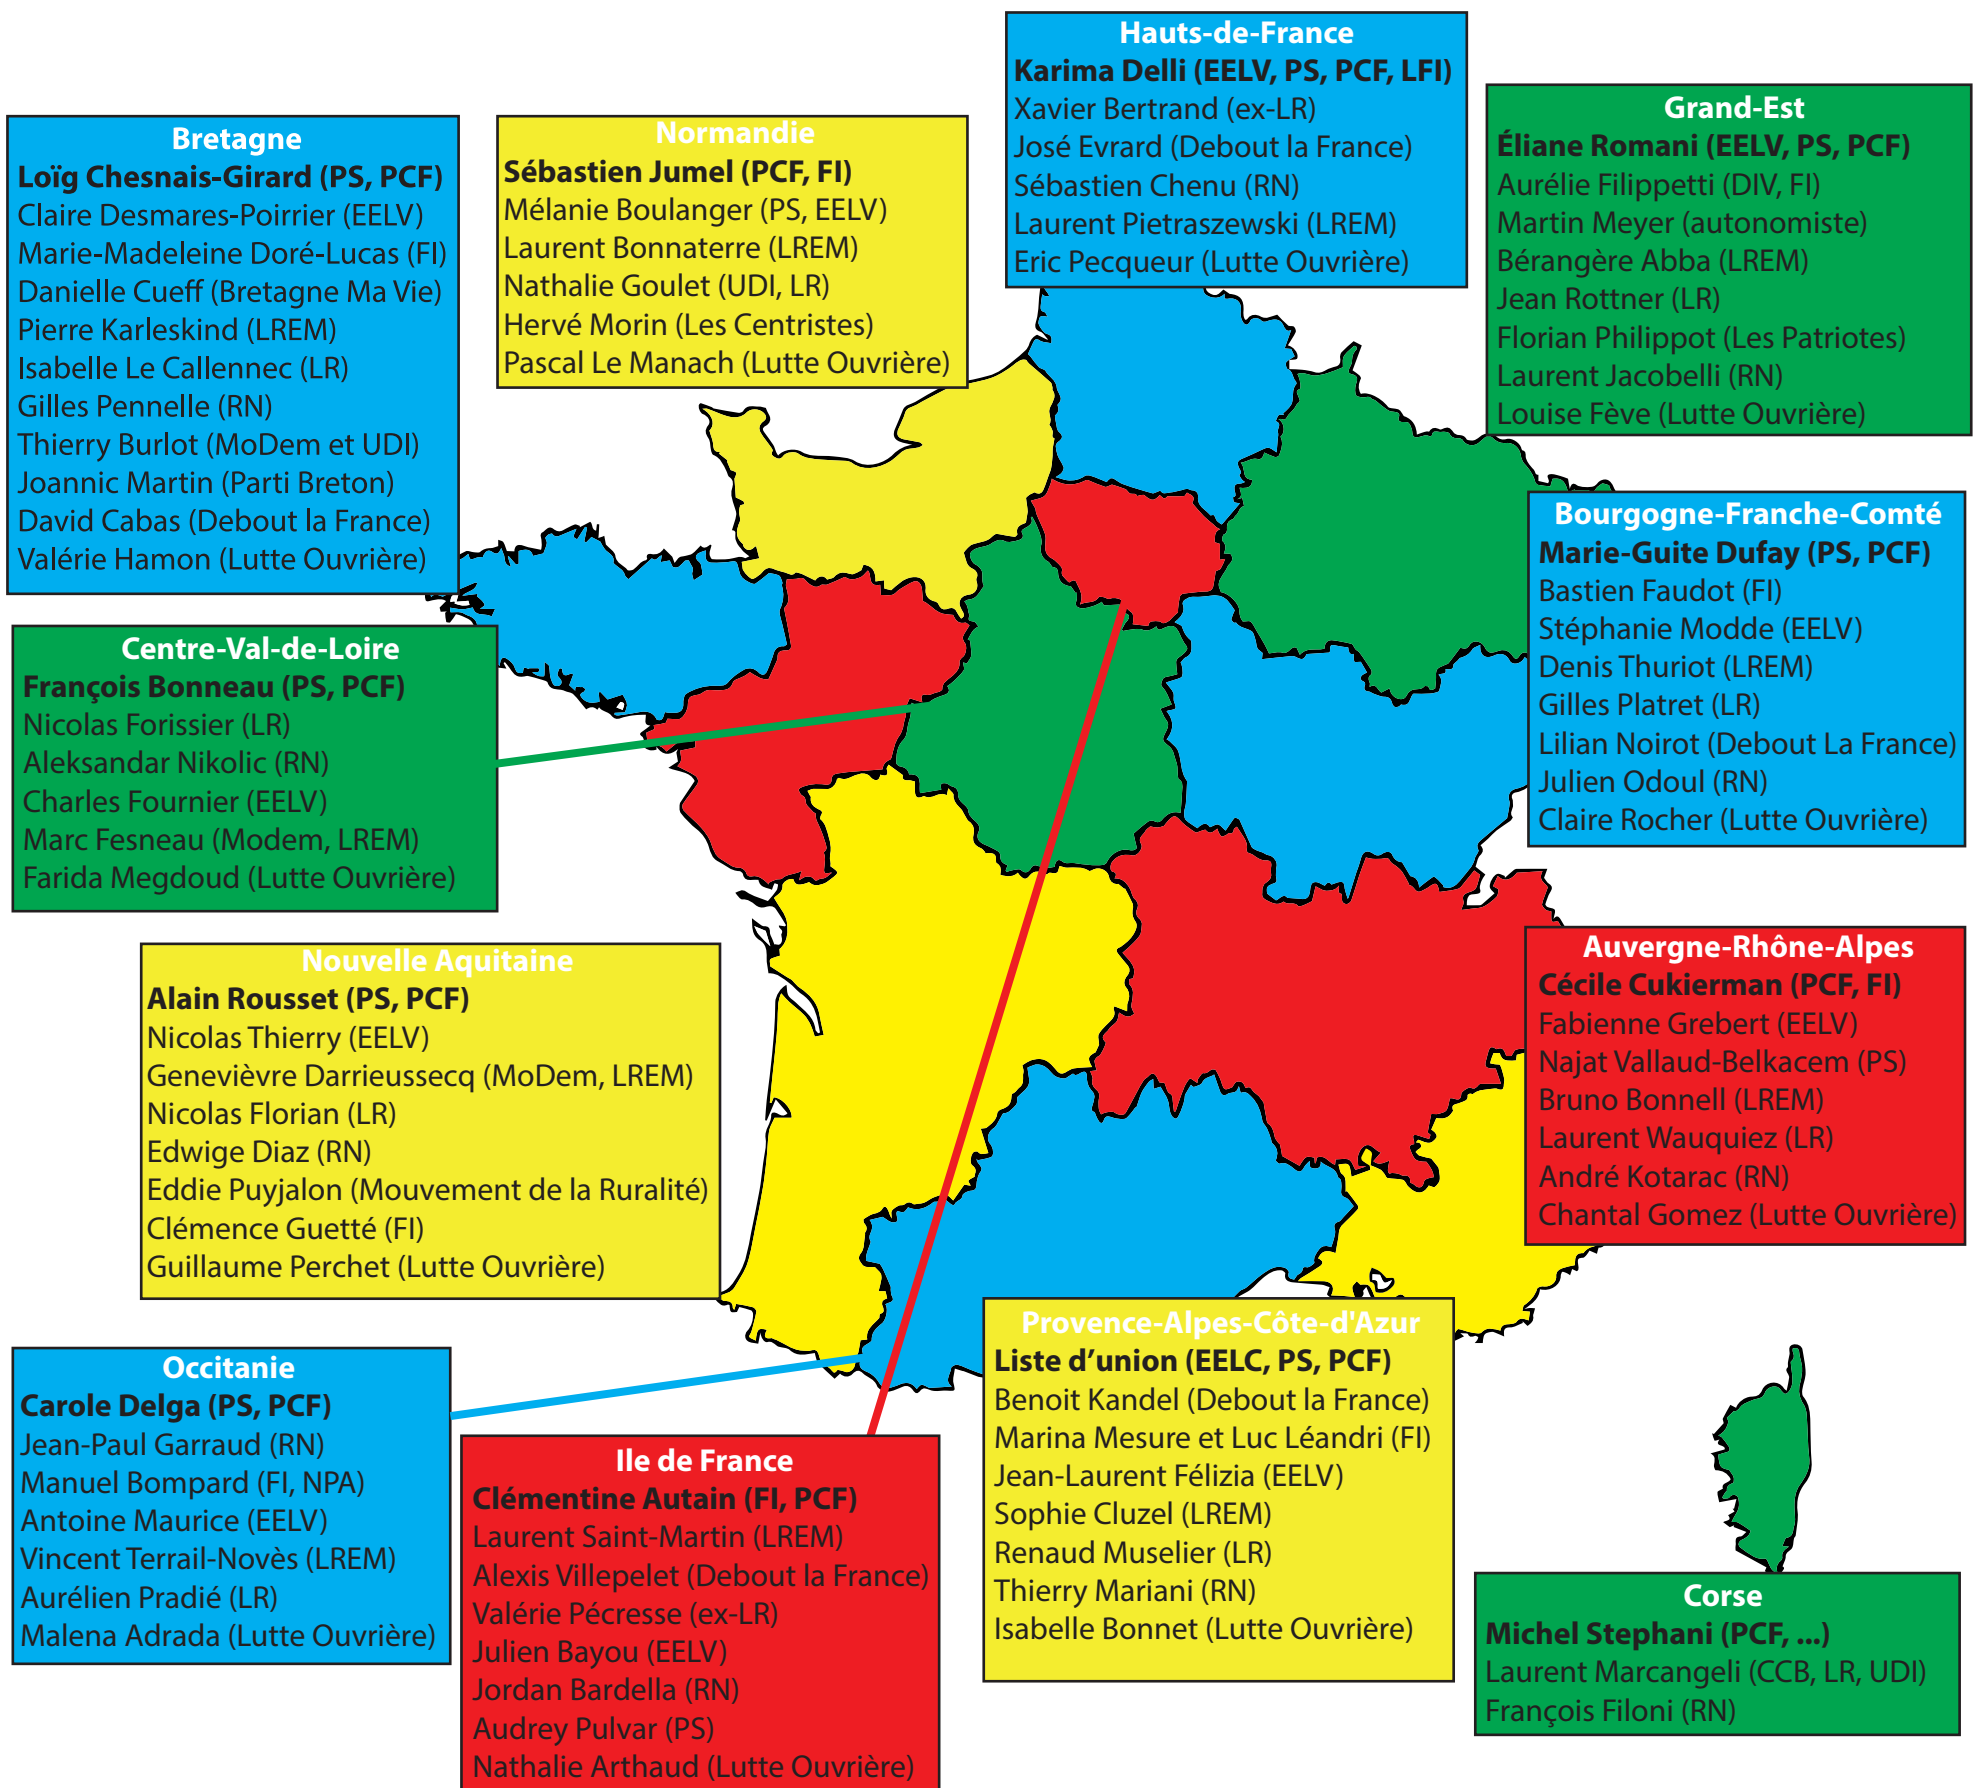 Hauts-de-France
Karima Delli (EELV, PS, PCF, LFI)
Xavier Bertrand (ex-LR)
José Evrard (Debout la France)
Sébastien Chenu (RN)
Laurent Pietraszewski (LREM)
Eric Pecqueur (Lutte Ouvrière)
Grand-Est
Éliane Romani (EELV, PS, PCF)
Aurélie Filippetti (DIV, FI)
Martin Meyer (autonomiste)
Bérangère Abba (LREM)
Jean Rottner (LR)
Florian Philippot (Les Patriotes)
Laurent Jacobelli (RN)
Louise Fève (Lutte Ouvrière)
Bretagne
Loïg Chesnais-Girard (PS, PCF)
Claire Desmares-Poirrier (EELV)
Marie-Madeleine Doré-Lucas (FI)
Danielle Cueff (Bretagne Ma Vie)
Pierre Karleskind (LREM)
Isabelle Le Callennec (LR)
Gilles Pennelle (RN)
Thierry Burlot (MoDem et UDI)
Joannic Martin (Parti Breton)
David Cabas (Debout la France)
Valérie Hamon (Lutte Ouvrière)
Normandie
Sébastien Jumel (PCF, FI)
Mélanie Boulanger (PS, EELV)
Laurent Bonnaterre (LREM)
Nathalie Goulet (UDI, LR)
Hervé Morin (Les Centristes)
Pascal Le Manach (Lutte Ouvrière)
Bourgogne-Franche-Comté
Marie-Guite Dufay (PS, PCF)
Bastien Faudot (FI)
Stéphanie Modde (EELV)
Denis Thuriot (LREM)
Gilles Platret (LR)
Lilian Noirot (Debout La France)
Julien Odoul (RN)
Claire Rocher (Lutte Ouvrière)
Centre-Val-de-Loire
François Bonneau (PS, PCF)
Nicolas Forissier (LR)
Aleksandar Nikolic (RN)
Charles Fournier (EELV)
Marc Fesneau (Modem, LREM)
Farida Megdoud (Lutte Ouvrière)
Auvergne-Rhône-Alpes
Cécile Cukierman (PCF, FI)
Fabienne Grebert (EELV)
Najat Vallaud-Belkacem (PS)
Bruno Bonnell (LREM)
Laurent Wauquiez (LR)
André Kotarac (RN)
Chantal Gomez (Lutte Ouvrière)
Nouvelle Aquitaine
Alain Rousset (PS, PCF)
Nicolas Thierry (EELV)
Genevièvre Darrieussecq (MoDem, LREM)
Nicolas Florian (LR)
Edwige Diaz (RN)
Eddie Puyjalon (Mouvement de la Ruralité)
Clémence Guetté (FI)
Guillaume Perchet (Lutte Ouvrière)
Provence-Alpes-Côte-d'Azur
Liste d’union (EELC, PS, PCF)
Benoit Kandel (Debout la France)
Marina Mesure et Luc Léandri (FI)
Jean-Laurent Félizia (EELV)
Sophie Cluzel (LREM)
Renaud Muselier (LR)
Thierry Mariani (RN)
Isabelle Bonnet (Lutte Ouvrière)
Occitanie
Carole Delga (PS, PCF)
Jean-Paul Garraud (RN)
Manuel Bompard (FI, NPA)
Antoine Maurice (EELV)
Vincent Terrail-Novès (LREM)
Aurélien Pradié (LR)
Malena Adrada (Lutte Ouvrière)
Ile de France
Clémentine Autain (FI, PCF)
Laurent Saint-Martin (LREM)
Alexis Villepelet (Debout la France)
Valérie Pécresse (ex-LR)
Julien Bayou (EELV)
Jordan Bardella (RN)
Audrey Pulvar (PS)
Nathalie Arthaud (Lutte Ouvrière)
Corse
Michel Stephani (PCF, ...)
Laurent Marcangeli (CCB, LR, UDI)
François Filoni (RN)